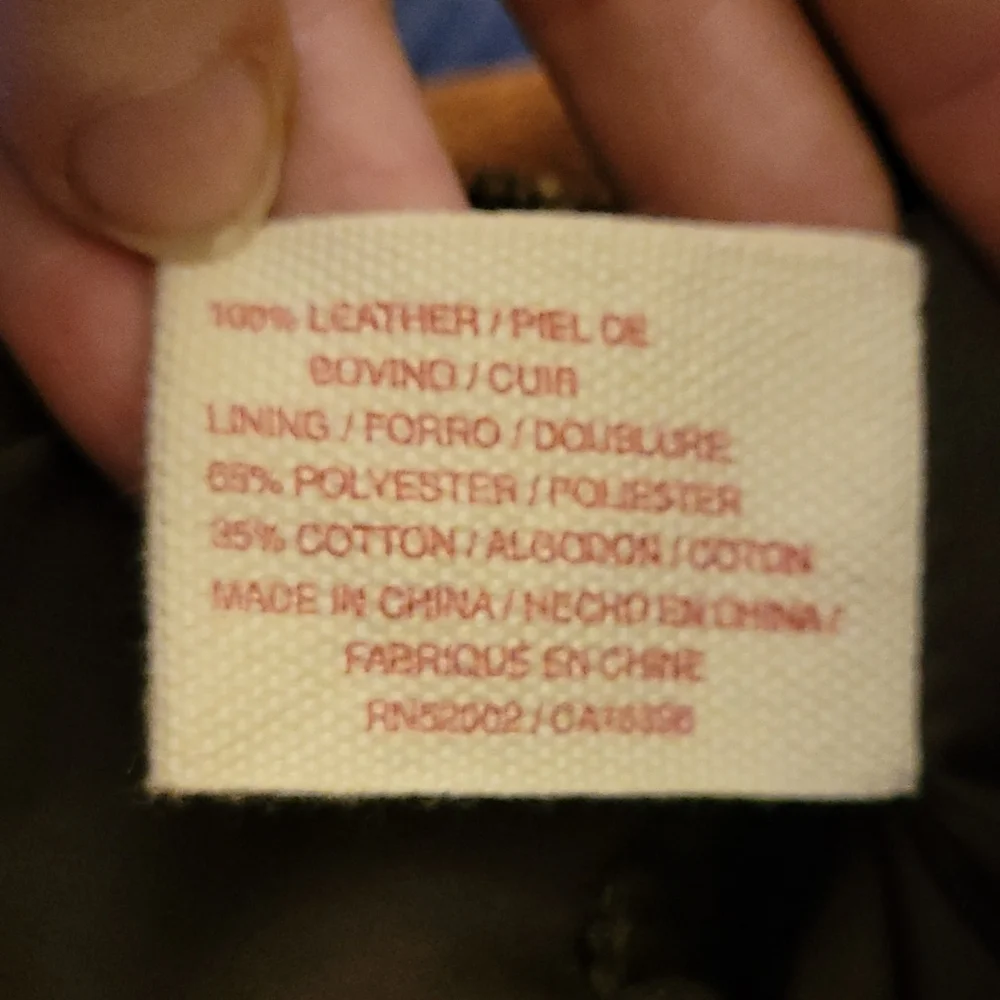 100% LEATHER / PIEL DE
BOVINO / CUIR
LINING / FORRO / DOUBLURE
65% POLYESTER / POLIESTER
35% COTTON / ALGODON / COTON
MADE IN CHINA / HECHO EN CHINA /
FABRIQUÉ EN CHINE
RN52002 /